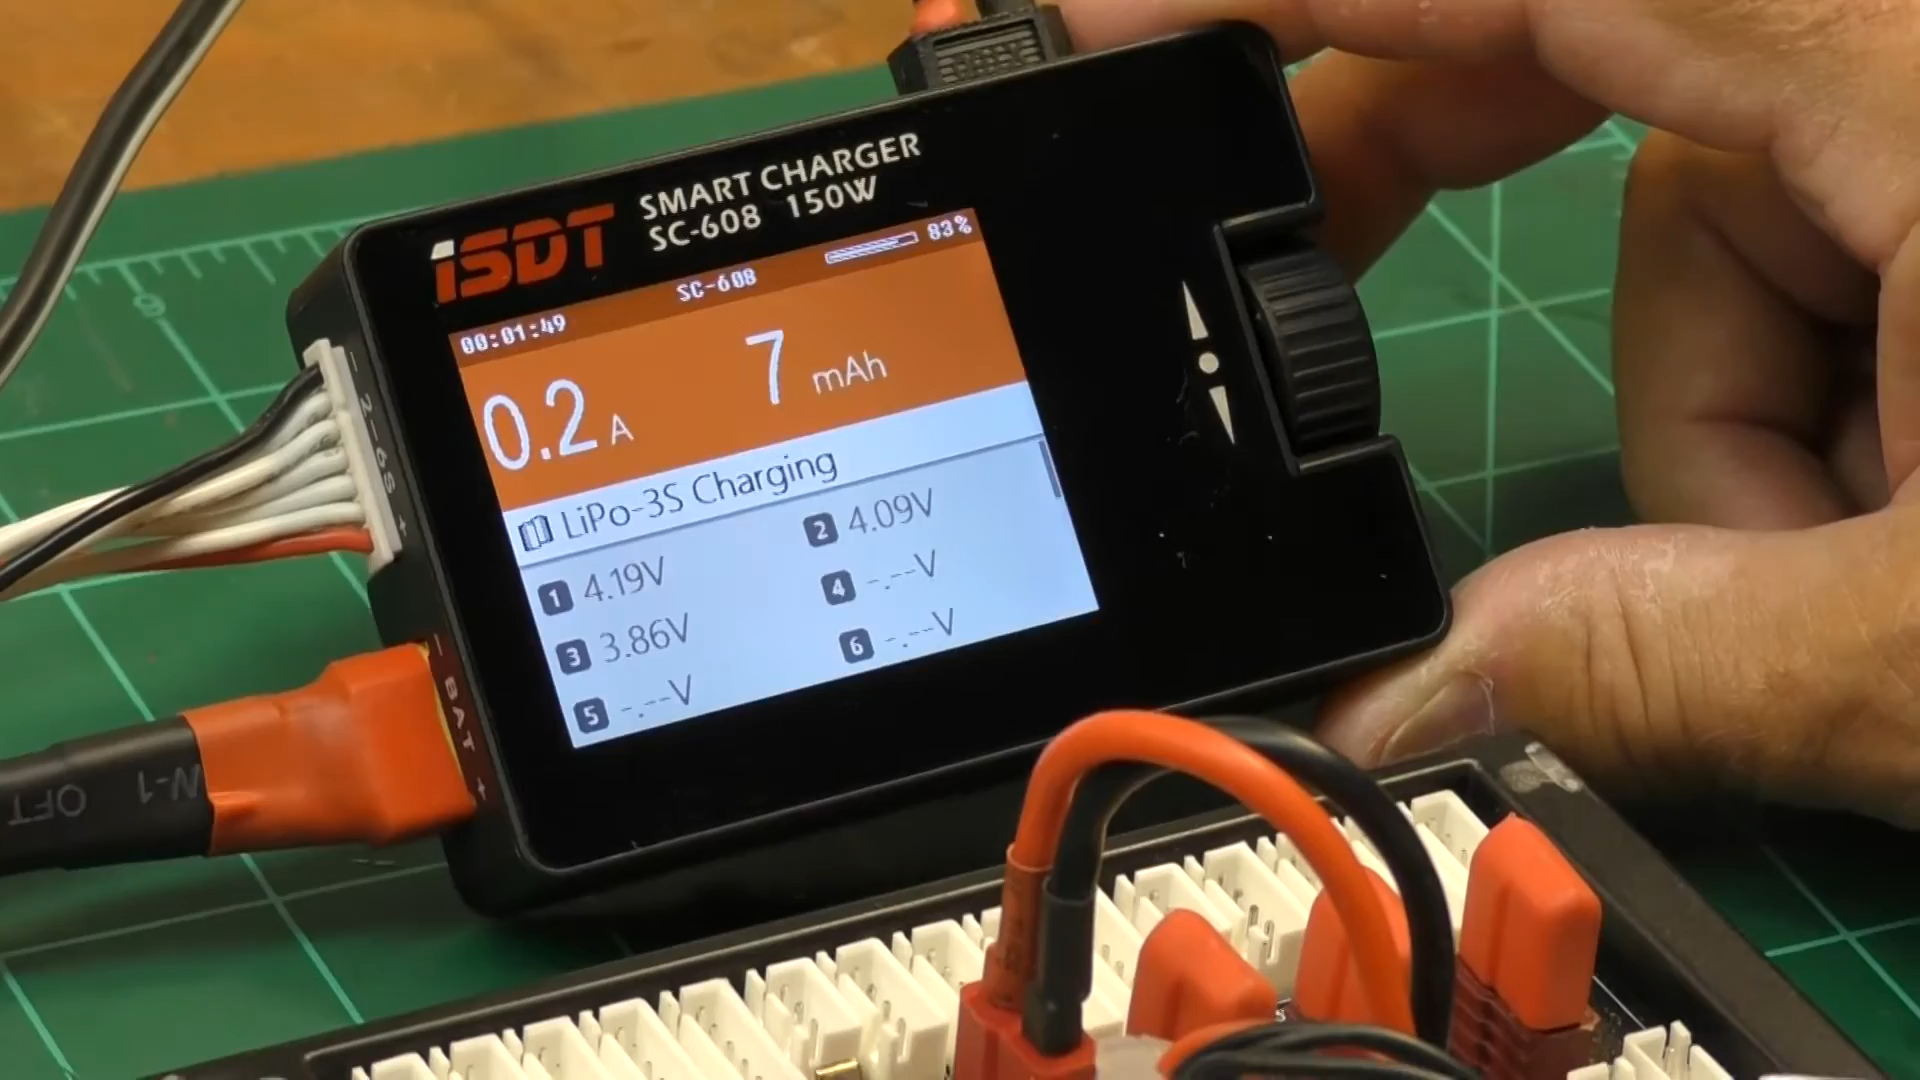 iSDT
SMART CHARGER
SC-608 150W
00:01:49
SC-608
83%
0.2 A
7 mAh
LiPo-3S Charging
1 4.19V
2 4.09V
3 3.86V
4 -.--V
5 -.--V
6 -.--V
- 2-6S +
- BAT +